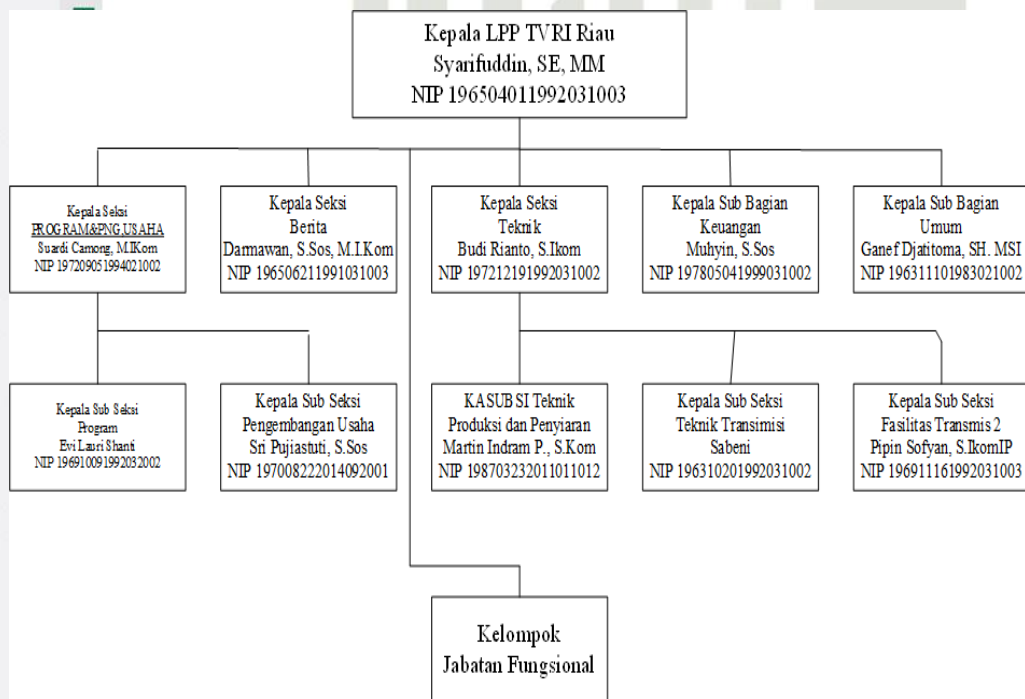 Kepala LPP TVRI Riau
Syarifuddin, SE, MM
NIP 196504011992031003
Kepala Seksi
PROGRAM&PNG,USAHA
Suardi Camong, M.IKom
NIP 197209051994021002
Kepala Seksi
Berita
Darmawan, S.Sos, M.I.Kom
NIP 196506211991031003
Kepala Seksi
Teknik
Budi Rianto, S.Ikom
NIP 197212191992031002
Kepala Sub Bagian
Keuangan
Muhyin, S.Sos
NIP 197805041999031002
Kepala Sub Bagian
Umum
Ganef Djatitoma, SH. MSI
NIP 196311101983021002
Kepala Sub Seksi
Program
Evi Lauri Shanti
NIP 196910091992032002
Kepala Sub Seksi
Pengembangan Usaha
Sri Pujiastuti, S.Sos
NIP 197008222014092001
KASUBSI Teknik
Produksi dan Penyiaran
Martin Indram P., S.Kom
NIP 198703232011011012
Kepala Sub Seksi
Teknik Transimisi
Sabeni
NIP 196310201992031002
Kepala Sub Seksi
Fasilitas Transmis 2
Pipin Sofyan, S.IkomIP
NIP 196911161992031003
Kelompok
Jabatan Fungsional